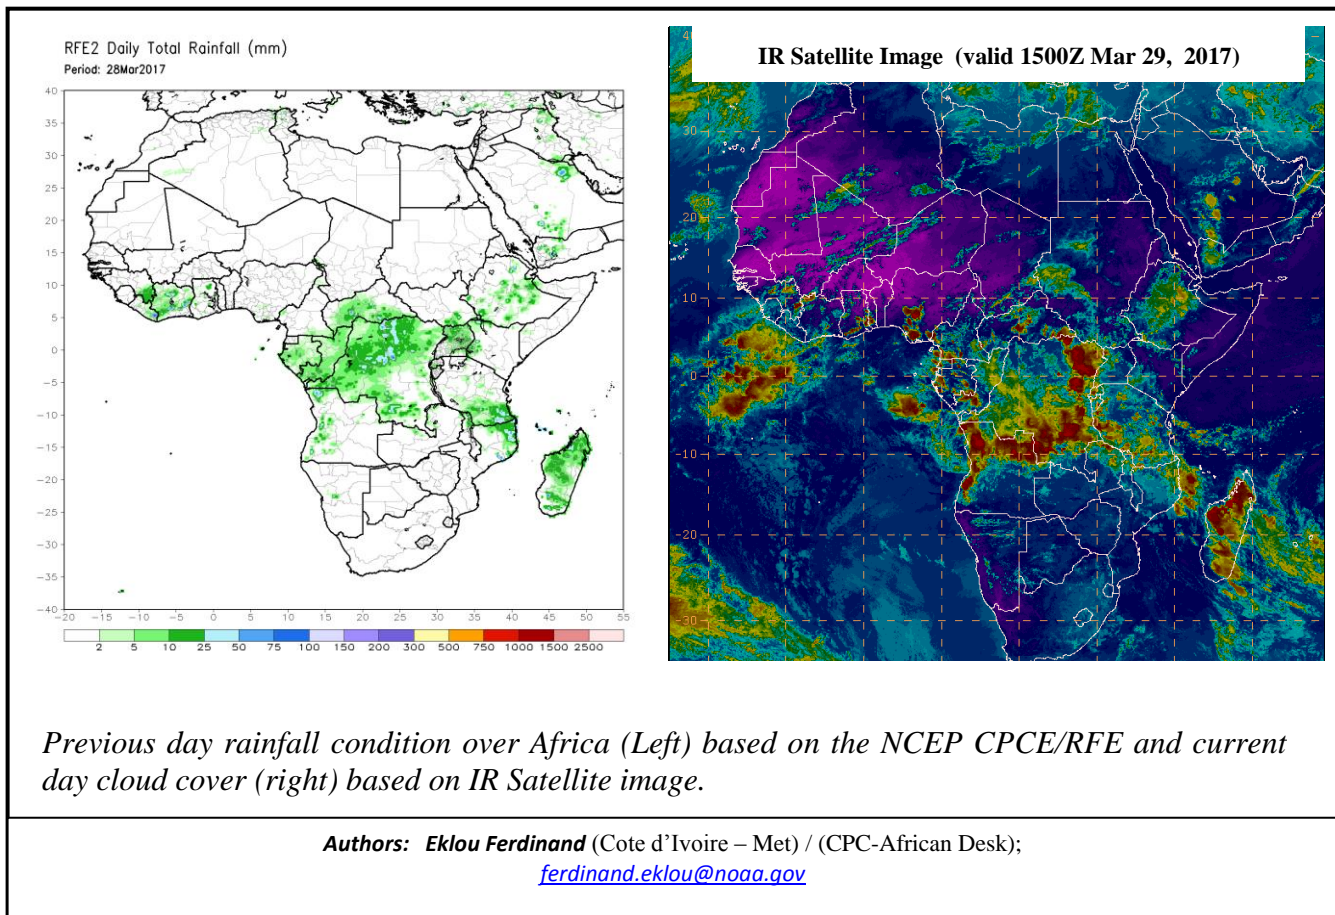 RFE2 Daily Total Rainfall (mm)
Period: 28Mar2017
40
35
30
25
20
15
10
5
0
−5
−10
−15
−20
−25
−30
−35
−40
−20 −15 −10 −5 0 5 10 15 20 25 30 35 40 45 50 55
2 5 10 25 50 75 100 150 200 300 500 750 1000 1500 2500
IR Satellite Image (valid 1500Z Mar 29, 2017)
30
20
10
0
-10
-20
-30
Previous day rainfall condition over Africa (Left) based on the NCEP CPCE/RFE and current
day cloud cover (right) based on IR Satellite image.
Authors: Eklou Ferdinand (Cote d’Ivoire – Met) / (CPC-African Desk);
ferdinand.eklou@noaa.gov